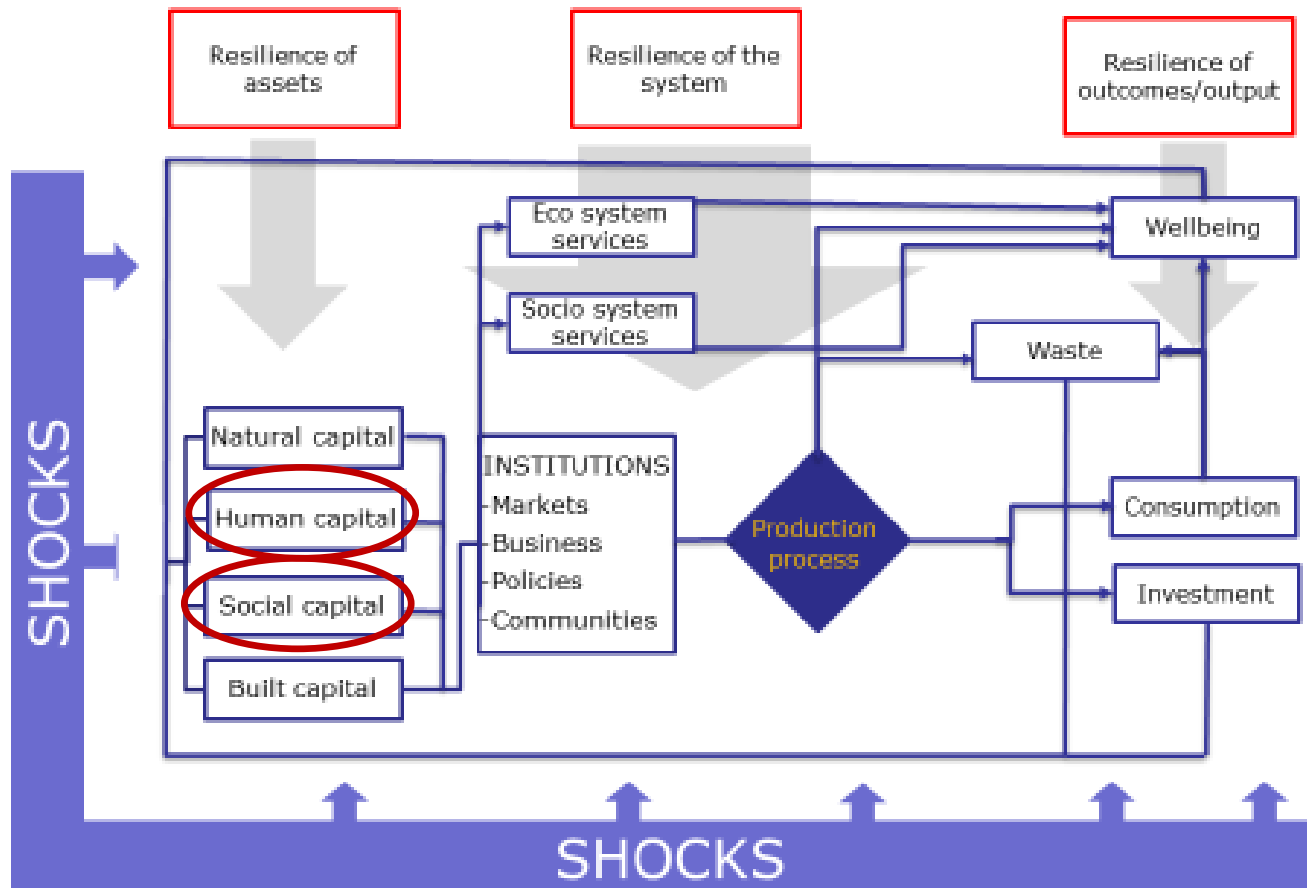 Resilience of
assets
Resilience of the
system
Resilience of
outcomes/output
Eco system
services
Wellbeing
Socio system
services
Waste
SHOCKS
Natural capital
Human capital
Social capital
Built capital
INSTITUTIONS
-Markets
-Business
-Policies
-Communities
Production
process
Consumption
Investment
SHOCKS